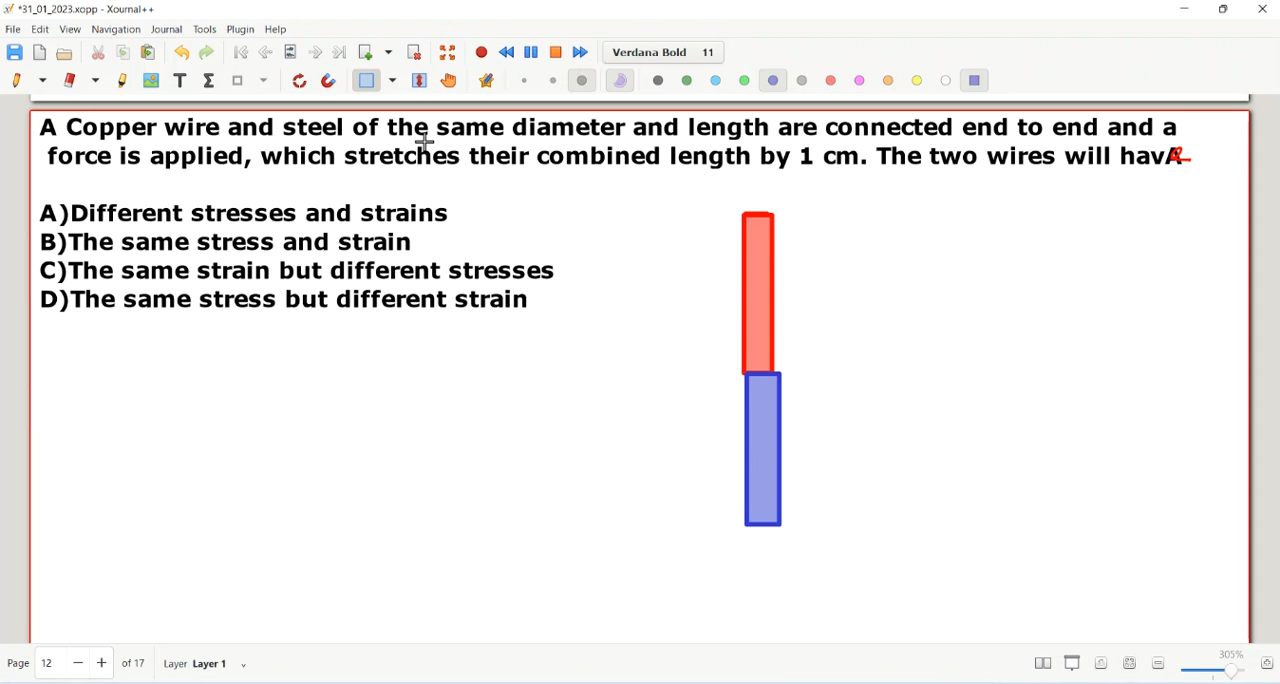 *31_01_2023.xopp - Xournal++
File Edit View Navigation Journal Tools Plugin Help
Verdana Bold 11
A Copper wire and steel of the same diameter and length are connected end to end and a
force is applied, which stretches their combined length by 1 cm. The two wires will hav
A)Different stresses and strains
B)The same stress and strain
C)The same strain but different stresses
D)The same stress but different strain
Page 12 of 17 Layer Layer 1
305%